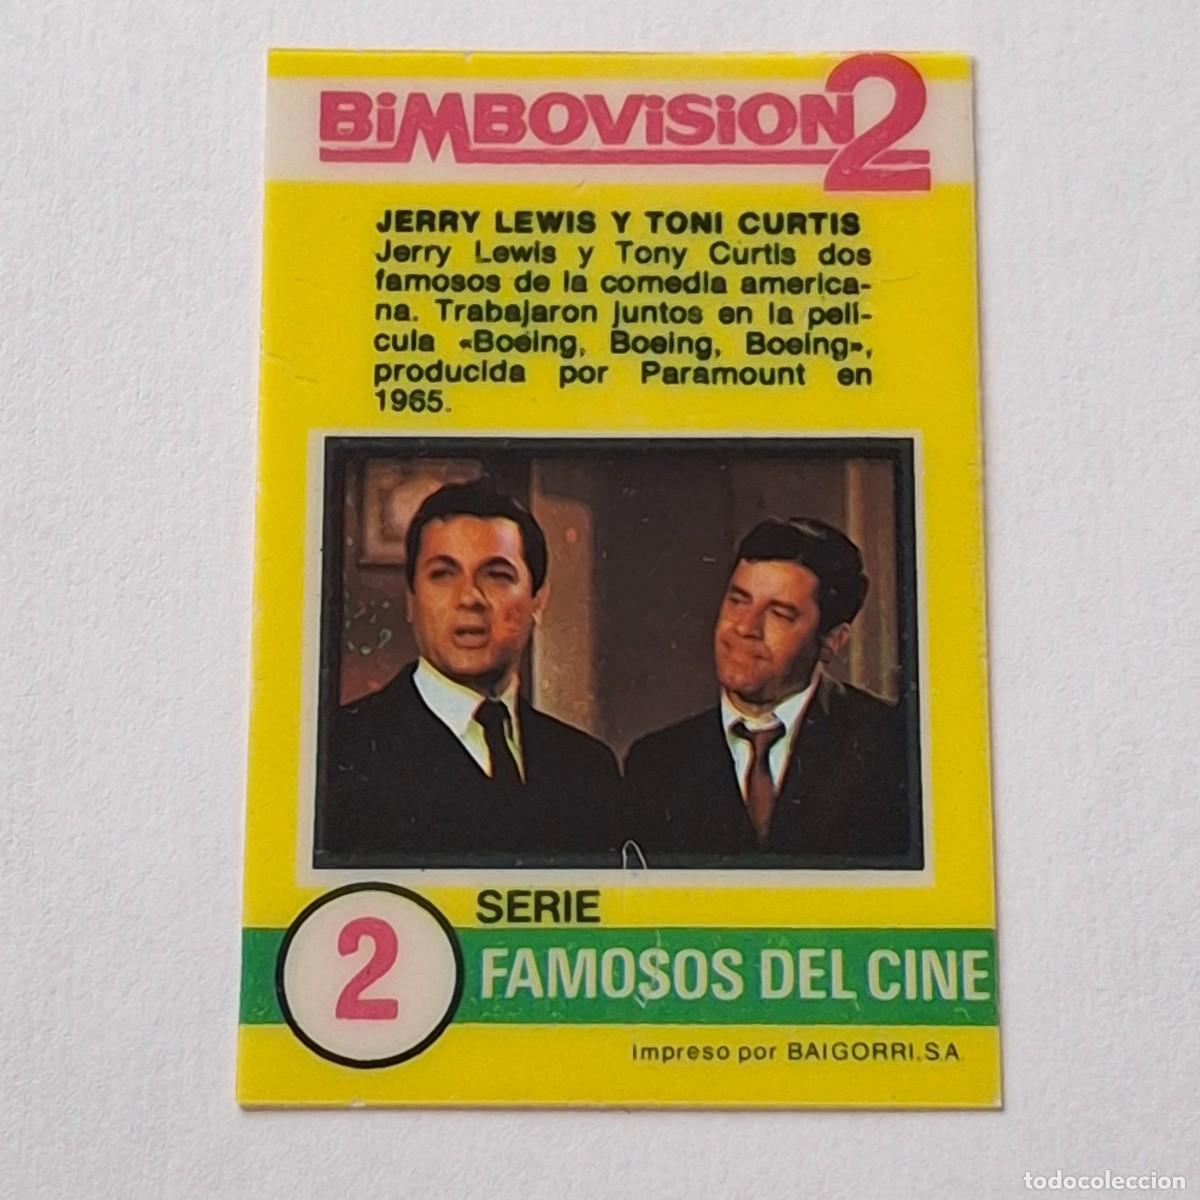 BiMBOViSiON2
JERRY LEWIS Y TONI CURTIS
Jerry Lewis y Tony Curtis dos
famosos de la comedia america-
na. Trabajaron juntos en la pelí-
cula «Boeing, Boeing, Boeing»,
producida por Paramount en
1965.
SERIE
2
FAMOSOS DEL CINE
Impreso por BAIGORRI.S.A.
todocoleccion